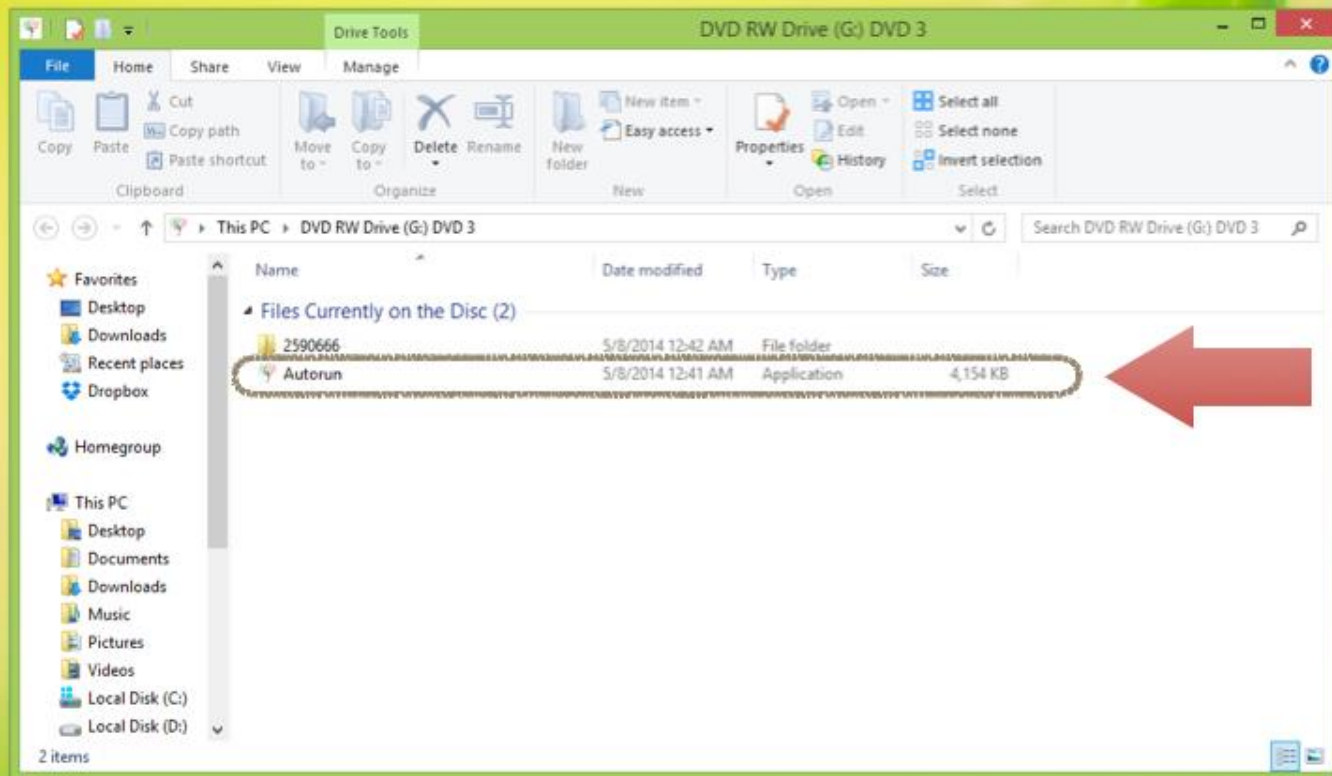 Drive Tools DVD RW Drive (G:) DVD 3
File Home Share View Manage
Copy
Paste
Cut
Copy path
Paste shortcut
Clipboard
Move to
Copy to
Delete
Rename
Organize
New folder
New item
Easy access
New
Properties
Open
Edit
History
Open
Select all
Select none
Invert selection
Select
This PC DVD RW Drive (G:) DVD 3
Search DVD RW Drive (G:) DVD 3
Favorites
Desktop
Downloads
Recent places
Dropbox
Homegroup
This PC
Desktop
Documents
Downloads
Music
Pictures
Videos
Local Disk (C:)
Local Disk (D:)
Name Date modified Type Size
Files Currently on the Disc (2)
2590666 5/8/2014 12:42 AM File folder
Autorun 5/8/2014 12:41 AM Application 4,154 KB
2 items